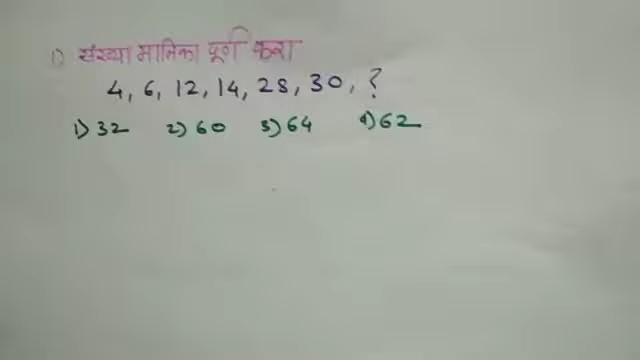 1) संख्या मालिका पूर्ण करा
4, 6, 12, 14, 28, 30, ?
1) 32 2) 60 3) 64 4) 62